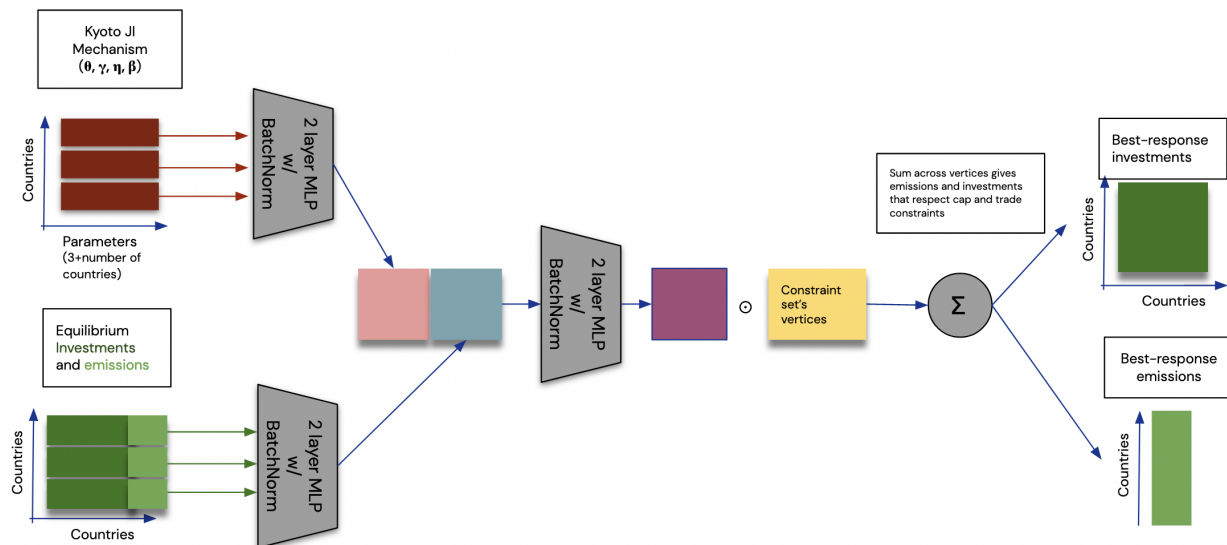 Kyoto JI
Mechanism
(θ, γ, η, β)
Countries
Parameters
(3+number of
countries)
2 layer MLP
w/
BatchNorm
Equilibrium
Investments
and emissions
Countries
Countries
2 layer MLP
w/
BatchNorm
2 layer MLP
w/
BatchNorm
⊙
Constraint
set's
vertices
Σ
Sum across vertices gives
emissions and investments
that respect cap and trade
constraints
Best-response
investments
Countries
Countries
Best-response
emissions
Countries